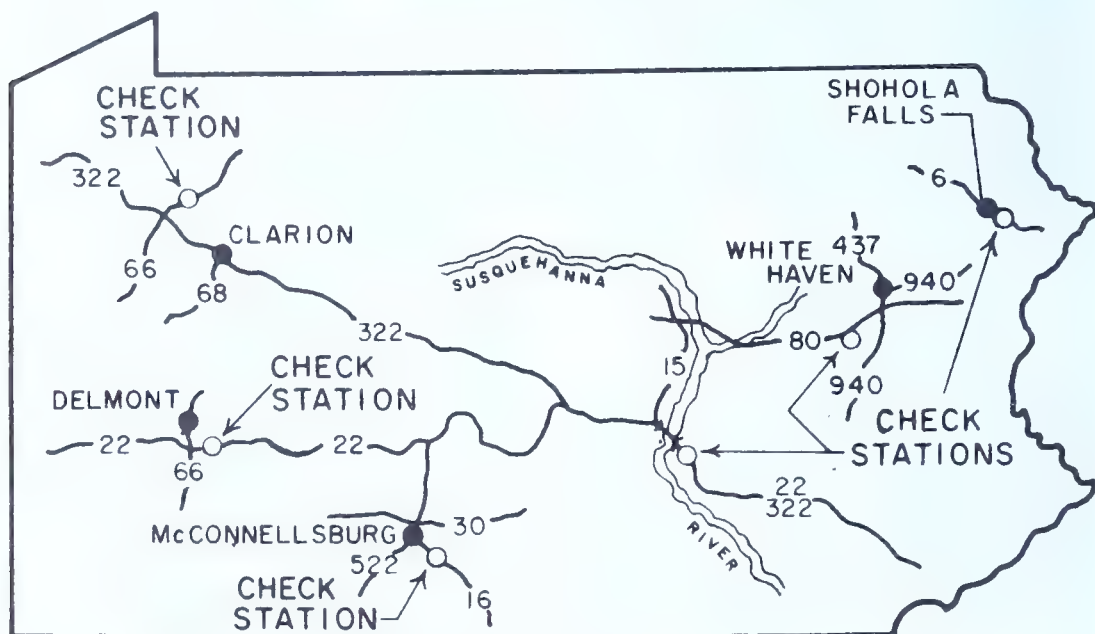 SHOHOLA
FALLS
CHECK
STATION
322
6
CLARION
66
68
SUSQUEHANNA
WHITE
HAVEN
437
940
322
15
80
940
DELMONT
CHECK
STATION
22
66
22
CHECK
STATIONS
22
322
McCONNELLSBURG
30
522
16
RIVER
CHECK
STATION